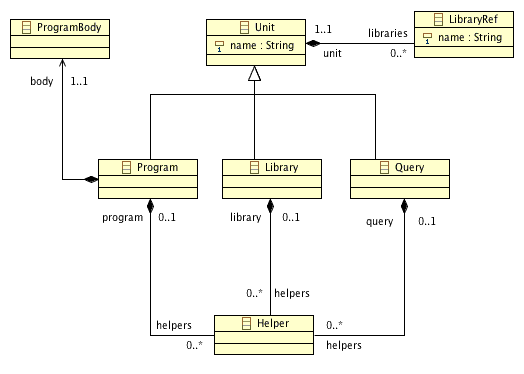 ProgramBody
Unit
name : String
1..1
unit
libraries
0..*
LibraryRef
name : String
body
1..1
Program
Library
Query
program
0..1
library
0..1
query
0..1
helpers
0..*
0..*
helpers
Helper
0..*
helpers